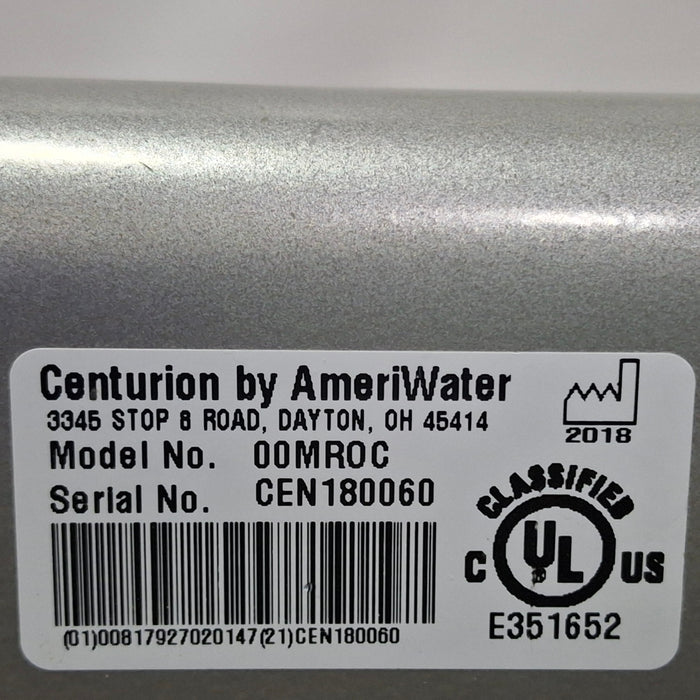 Centurion by AmeriWater
3345 STOP 8 ROAD, DAYTON, OH 45414
2018
Model No. 00MROC
Serial No. CEN180060
CLASSIFIED
C UL US
E351652
(01)00817927020147(21)CEN180060